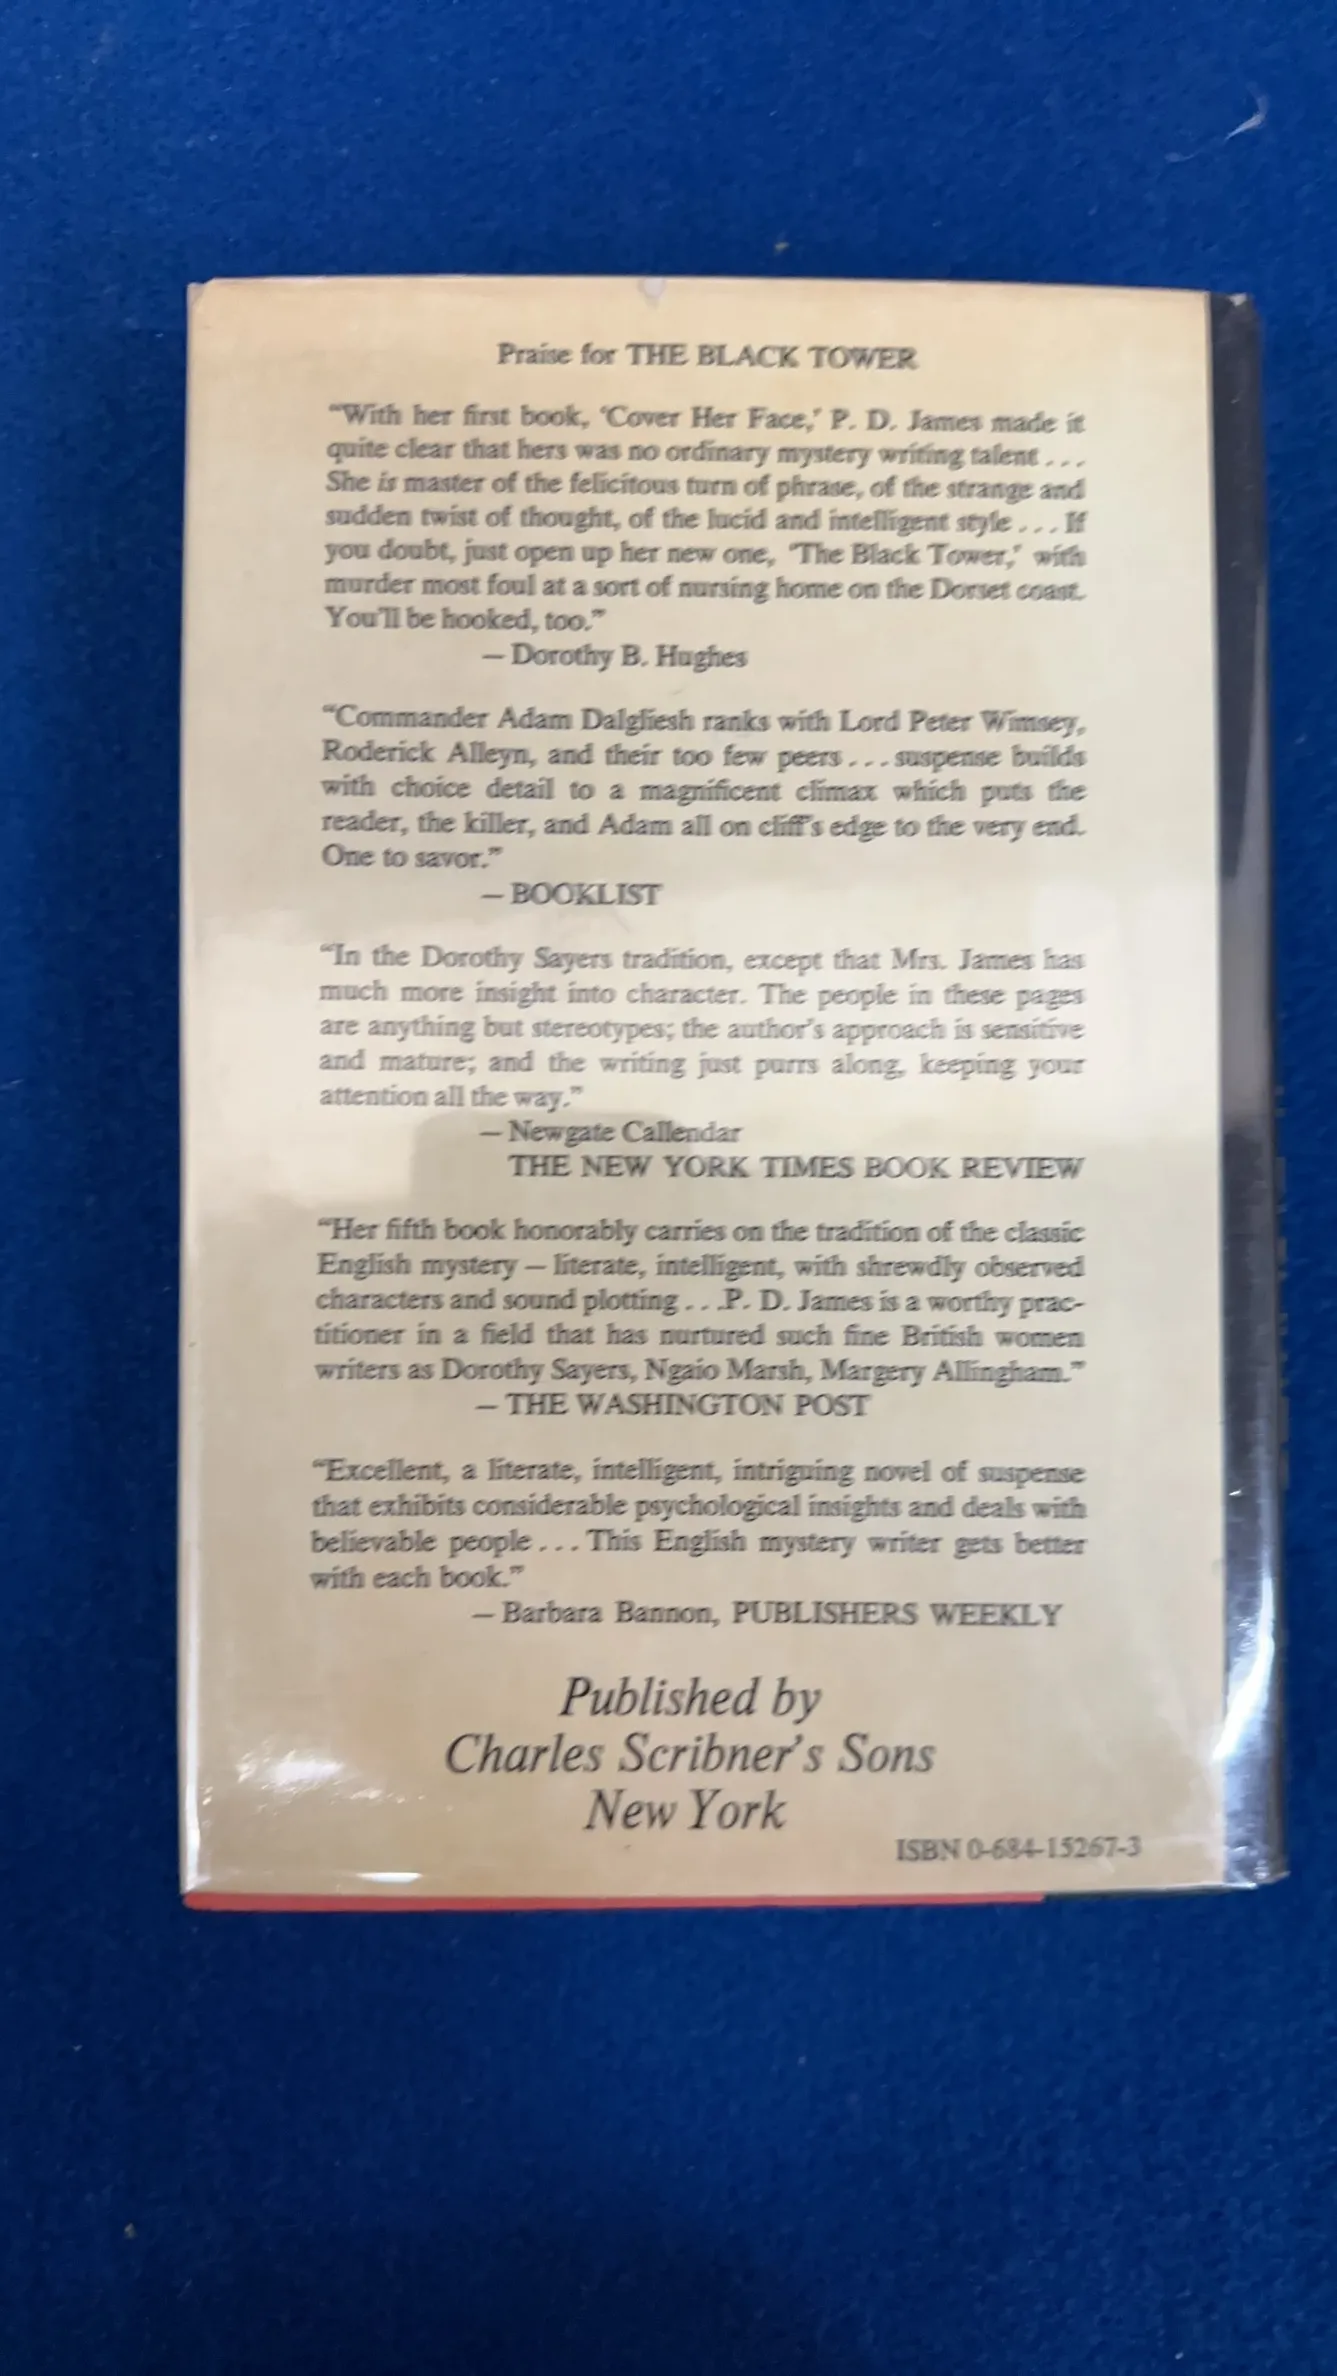 Praise for THE BLACK TOWER
"With her first book, 'Cover Her Face,' P. D. James made it
quite clear that hers was no ordinary mystery writing talent . . .
She is master of the felicitous turn of phrase, of the strange and
sudden twist of thought, of the lucid and intelligent style . . . If
you doubt, just open up her new one, 'The Black Tower,' with
murder most foul at a sort of nursing home on the Dorset coast.
You'll be hooked, too."
— Dorothy B. Hughes
"Commander Adam Dalgliesh ranks with Lord Peter Wimsey,
Roderick Alleyn, and their too few peers . . . suspense builds
with choice detail to a magnificent climax which puts the
reader, the killer, and Adam all on cliff's edge to the very end.
One to savor."
— BOOKLIST
"In the Dorothy Sayers tradition, except that Mrs. James has
much more insight into character. The people in these pages
are anything but stereotypes; the author's approach is sensitive
and mature; and the writing just purrs along, keeping your
attention all the way."
— Newgate Callendar
THE NEW YORK TIMES BOOK REVIEW
"Her fifth book honorably carries on the tradition of the classic
English mystery — literate, intelligent, with shrewdly observed
characters and sound plotting . . . P. D. James is a worthy prac-
titioner in a field that has nurtured such fine British women
writers as Dorothy Sayers, Ngaio Marsh, Margery Allingham."
— THE WASHINGTON POST
"Excellent, a literate, intelligent, intriguing novel of suspense
that exhibits considerable psychological insights and deals with
believable people . . . This English mystery writer gets better
with each book."
— Barbara Bannon, PUBLISHERS WEEKLY
Published by
Charles Scribner's Sons
New York
ISBN 0-684-15267-3